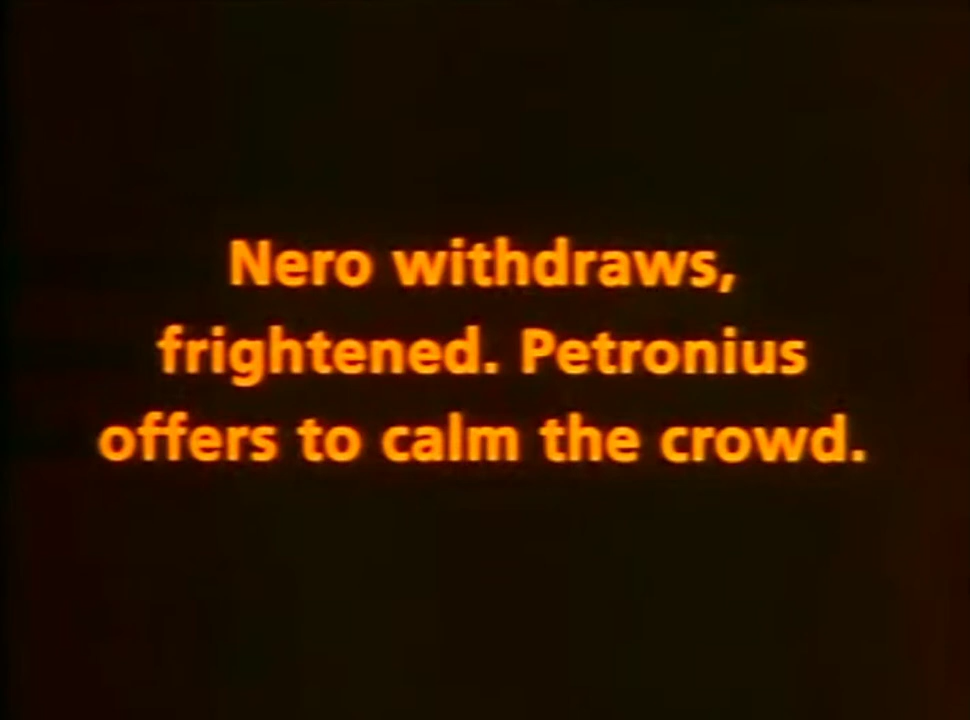 Nero withdraws,
frightened. Petronius
offers to calm the crowd.